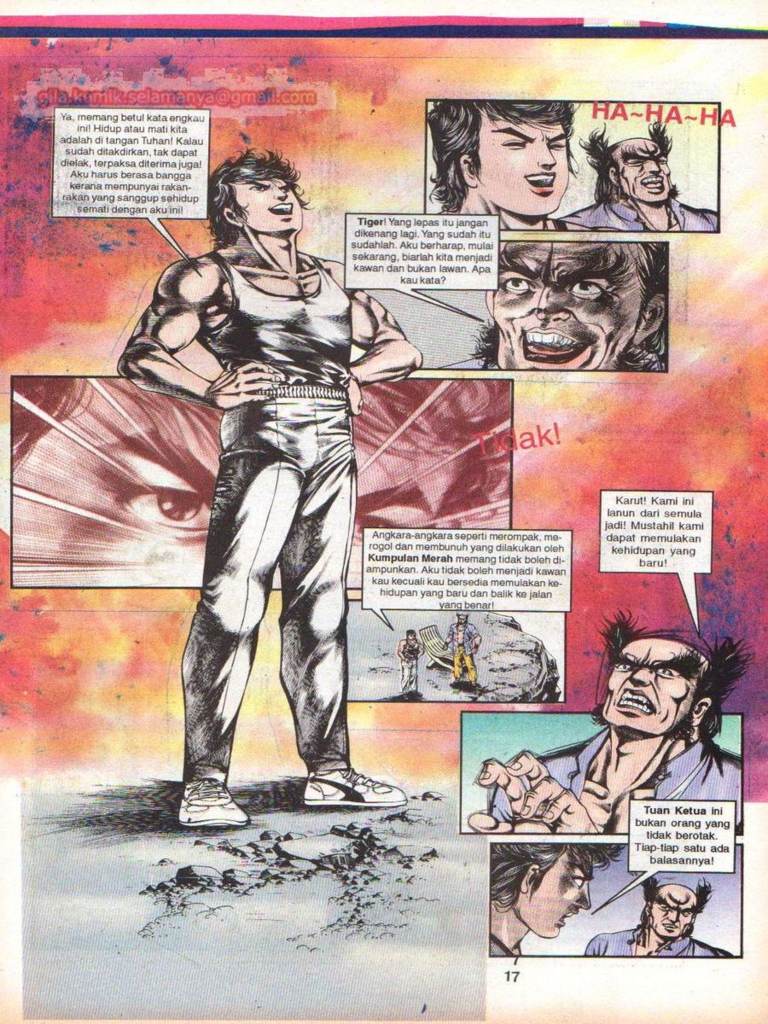 cila.kumik.selamanya@gmail.com
Ya, memang betul kata engkau
ini! Hidup atau mati kita
adalah di tangan Tuhan! Kalau
sudah ditakdirkan, tak dapat
dielak, terpaksa diterima juga!
Aku harus berasa bangga
kerana mempunyai rakan-
rakan yang sanggup sehidup
semati dengan aku ini!
HA~HA~HA
Tiger! Yang lepas itu jangan
dikenang lagi. Yang sudah itu
sudahlah. Aku berharap, mulai
sekarang, biarlah kita menjadi
kawan dan bukan lawan. Apa
kau kata?
Tidak!
Angkara-angkara seperti merompak, me-
rogol dan membunuh yang dilakukan oleh
Kumpulan Merah memang tidak boleh di-
ampunkan. Aku tidak boleh menjadi kawan
kau kecuali kau bersedia memulakan ke-
hidupan yang baru dan balik ke jalan
yang benar!
Karut! Kami ini
lanun dari semula
jadi! Mustahil kami
dapat memulakan
kehidupan yang
baru!
Tuan Ketua ini
bukan orang yang
tidak berotak.
Tiap-tiap satu ada
balasannya!
17